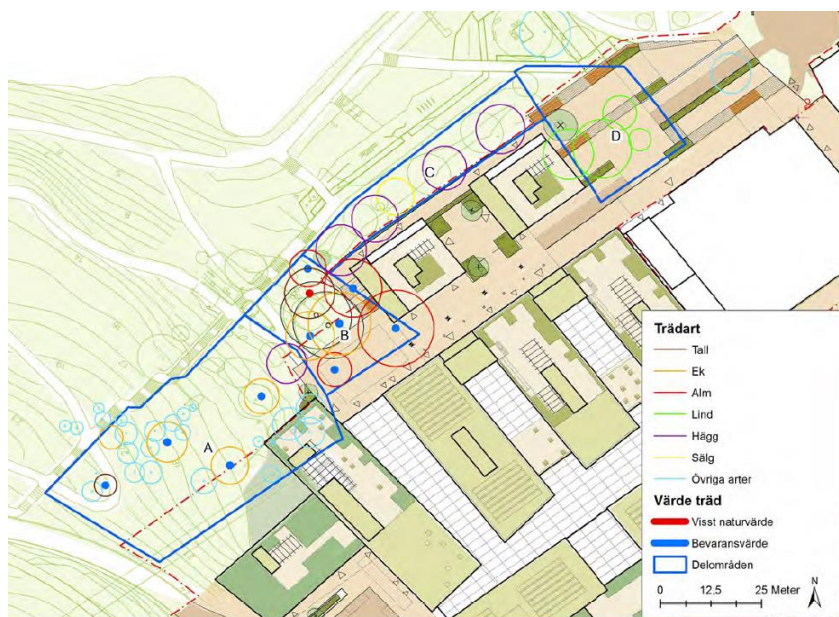 D
C
B
A
Trädart
Tall
Ek
Alm
Lind
Hägg
Sälg
Övriga arter
Värde träd
Visst naturvärde
Bevaransvärde
Delområden
0 12.5 25 Meter
N